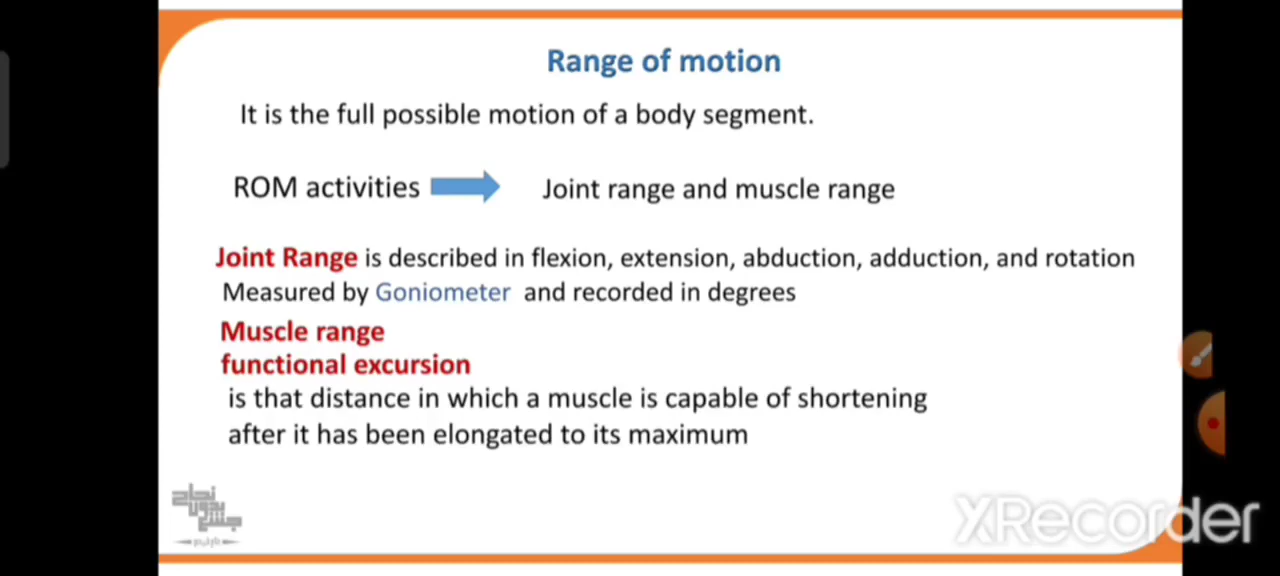 Range of motion
It is the full possible motion of a body segment.
ROM activities Joint range and muscle range
Joint Range is described in flexion, extension, abduction, adduction, and rotation
Measured by Goniometer and recorded in degrees
Muscle range
functional excursion
is that distance in which a muscle is capable of shortening
after it has been elongated to its maximum
نجاح
بدون
جشع
XRecorder